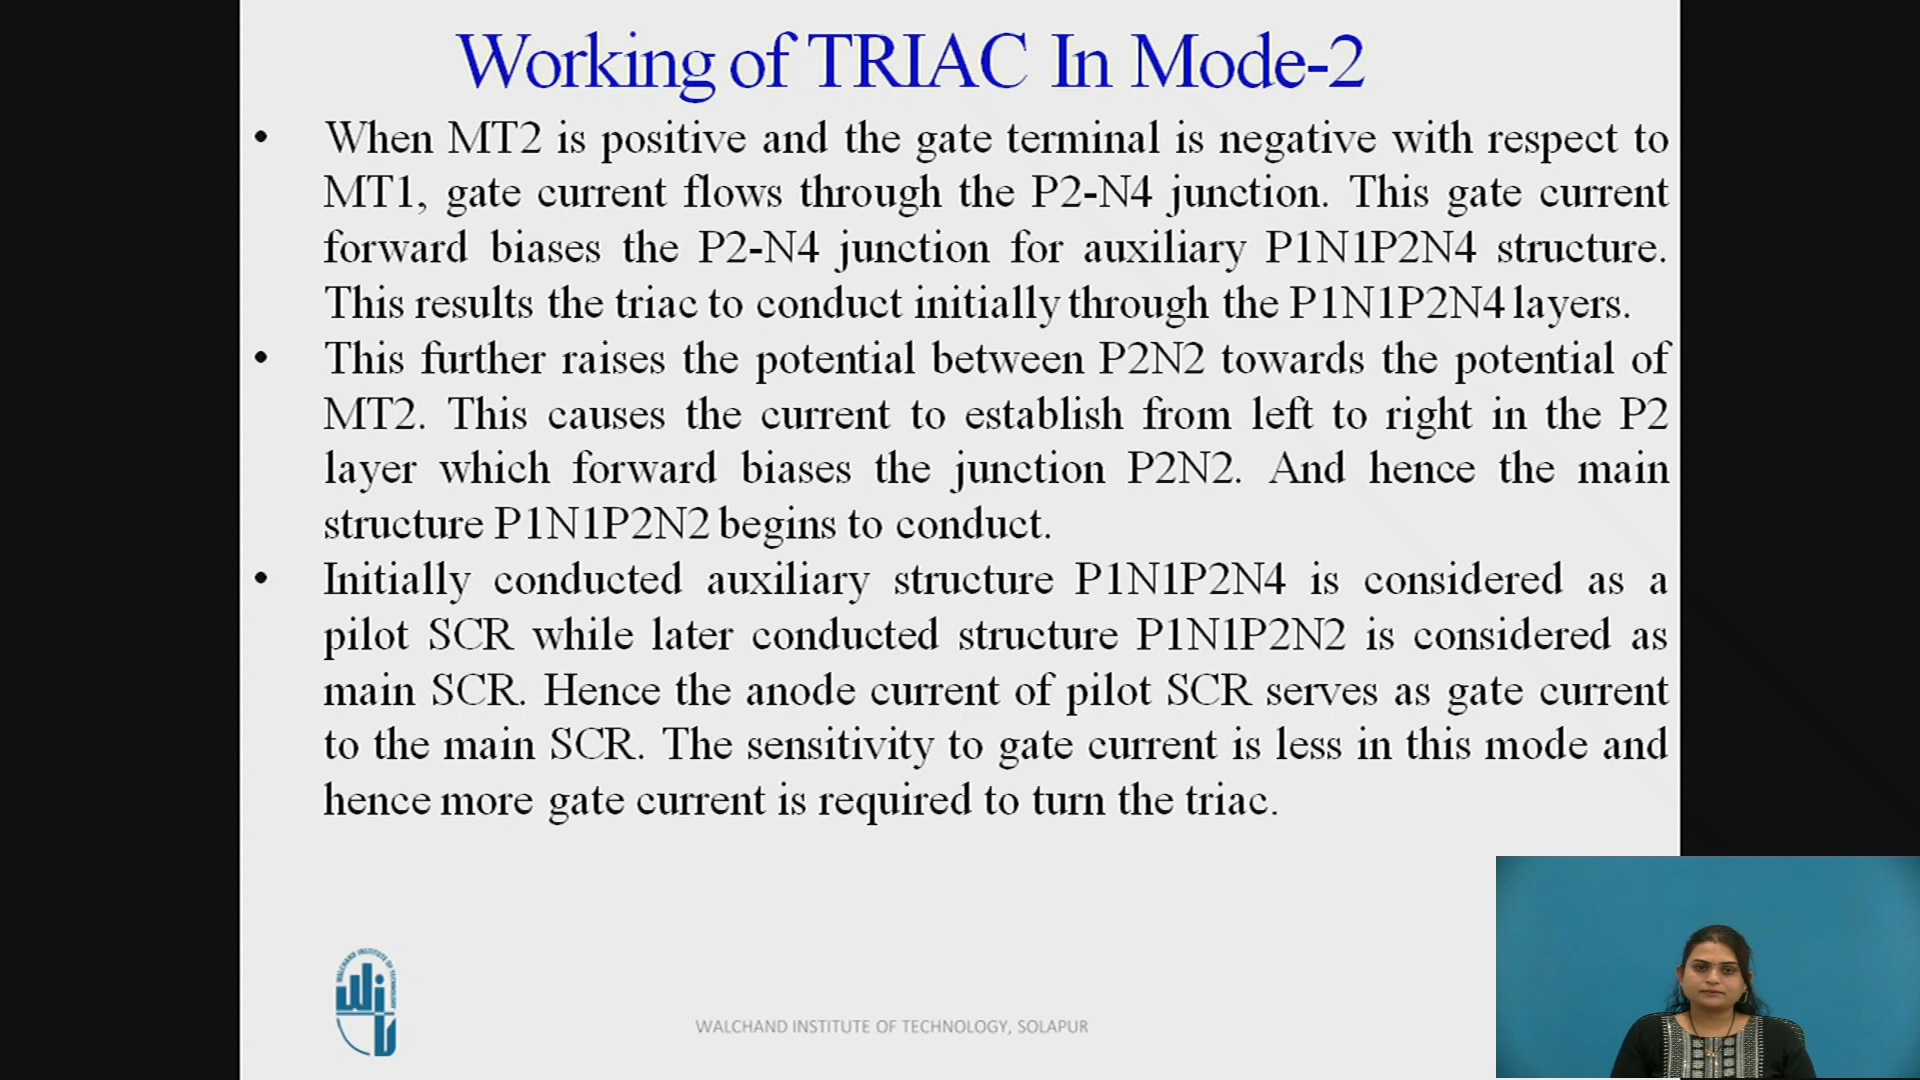 Working of TRIAC In Mode-2
• When MT2 is positive and the gate terminal is negative with respect to
MT1, gate current flows through the P2-N4 junction. This gate current
forward biases the P2-N4 junction for auxiliary P1N1P2N4 structure.
This results the triac to conduct initially through the P1N1P2N4 layers.
• This further raises the potential between P2N2 towards the potential of
MT2. This causes the current to establish from left to right in the P2
layer which forward biases the junction P2N2. And hence the main
structure P1N1P2N2 begins to conduct.
• Initially conducted auxiliary structure P1N1P2N4 is considered as a
pilot SCR while later conducted structure P1N1P2N2 is considered as
main SCR. Hence the anode current of pilot SCR serves as gate current
to the main SCR. The sensitivity to gate current is less in this mode and
hence more gate current is required to turn the triac.
WALCHAND INSTITUTE OF TECHNOLOGY
WALCHAND INSTITUTE OF TECHNOLOGY, SOLAPUR